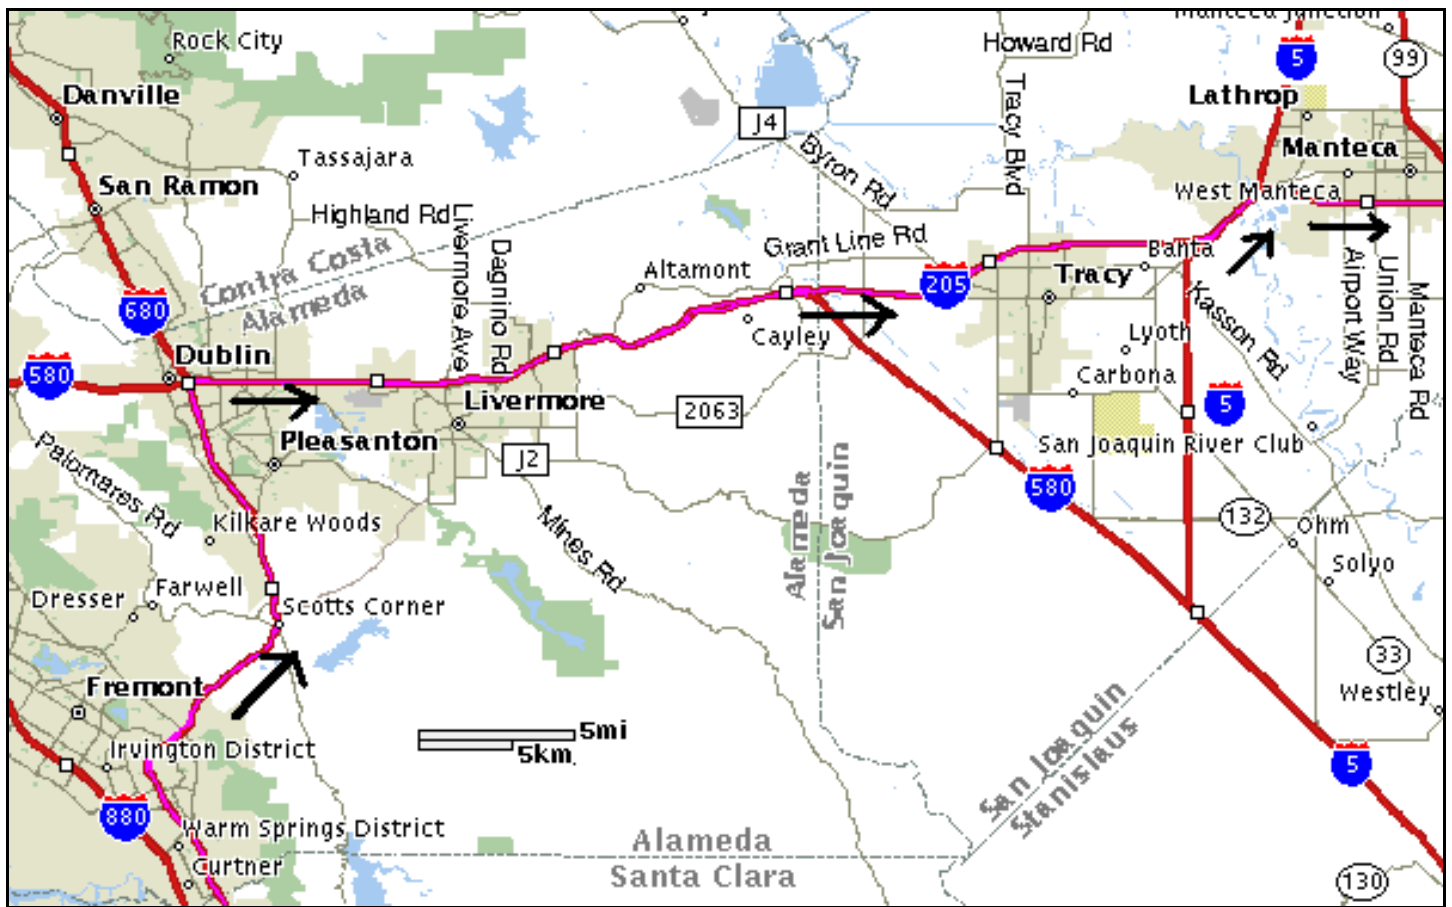 Manteca Junction
Rock City
Howard Rd
5
99
Danville
Lathrop
J4
Tracy Blvd
Tassajara
Byron Rd
Manteca
San Ramon
West Manteca
Highland Rd
Livermore Ave
Dagnino Rd
Grant Line Rd
Contra Costa
Alameda
Altamont
Banta
Tracy
205
680
Kasson Rd
Airport Way
Union Rd
Manteca Rd
Cayley
Lyoth
Dublin
580
Carbona
5
Livermore
2063
Pleasanton
J2
San Joaquin River Club
Palomares Rd
580
Alameda
San Joaquin
Kilkare Woods
Mines Rd
132
Ohm
Solyo
Farwell
Dresser
Scotts Corner
33
Fremont
Westley
5mi
5km
San Joaquin
Stanislaus
Irvington District
5
880
Warm Springs District
Alameda
Santa Clara
Curtner
130